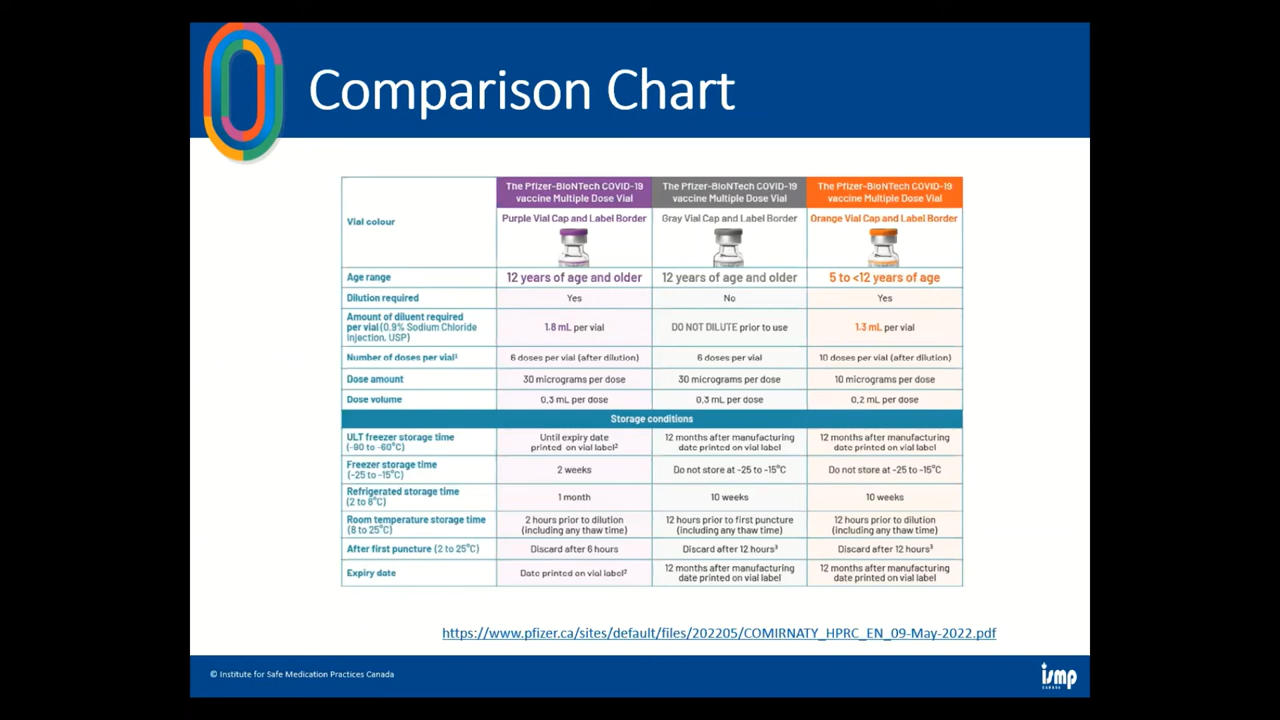 Comparison Chart
The Pfizer-BioNTech COVID-19
vaccine Multiple Dose Vial
The Pfizer-BioNTech COVID-19
vaccine Multiple Dose Vial
The Pfizer-BioNTech COVID-19
vaccine Multiple Dose Vial
Vial colour
Purple Vial Cap and Label Border
Gray Vial Cap and Label Border
Orange Vial Cap and Label Border
Age range
12 years of age and older
12 years of age and older
5 to <12 years of age
Dilution required
Yes
No
Yes
Amount of diluent required
per vial (0.9% Sodium Chloride
injection, USP)
1.8 mL per vial
DO NOT DILUTE prior to use
1.3 mL per vial
Number of doses per vial¹
6 doses per vial (after dilution)
6 doses per vial
10 doses per vial (after dilution)
Dose amount
30 micrograms per dose
30 micrograms per dose
10 micrograms per dose
Dose volume
0.3 mL per dose
0.3 mL per dose
0.2 mL per dose
Storage conditions
ULT freezer storage time
(-90 to -60°C)
Until expiry date
printed on vial label²
12 months after manufacturing
date printed on vial label
12 months after manufacturing
date printed on vial label
Freezer storage time
(-25 to -15°C)
2 weeks
Do not store at -25 to -15°C
Do not store at -25 to -15°C
Refrigerated storage time
(2 to 8°C)
1 month
10 weeks
10 weeks
Room temperature storage time
(8 to 25°C)
2 hours prior to dilution
(including any thaw time)
12 hours prior to first puncture
(including any thaw time)
12 hours prior to dilution
(including any thaw time)
After first puncture (2 to 25°C)
Discard after 6 hours
Discard after 12 hours³
Discard after 12 hours³
Expiry date
Date printed on vial label²
12 months after manufacturing
date printed on vial label
12 months after manufacturing
date printed on vial label
https://www.pfizer.ca/sites/default/files/202205/COMIRNATY_HPRC_EN_09-May-2022.pdf
© Institute for Safe Medication Practices Canada
ismp
CANADA